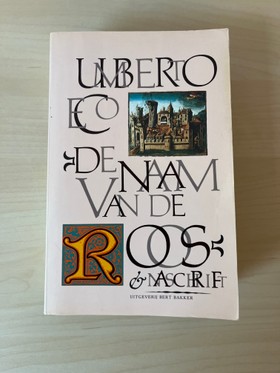 UMBERTO
ECO
DE NAAM
VAN DE
ROOS
& NASCHRIFT
UITGEVERIJ BERT BAKKER